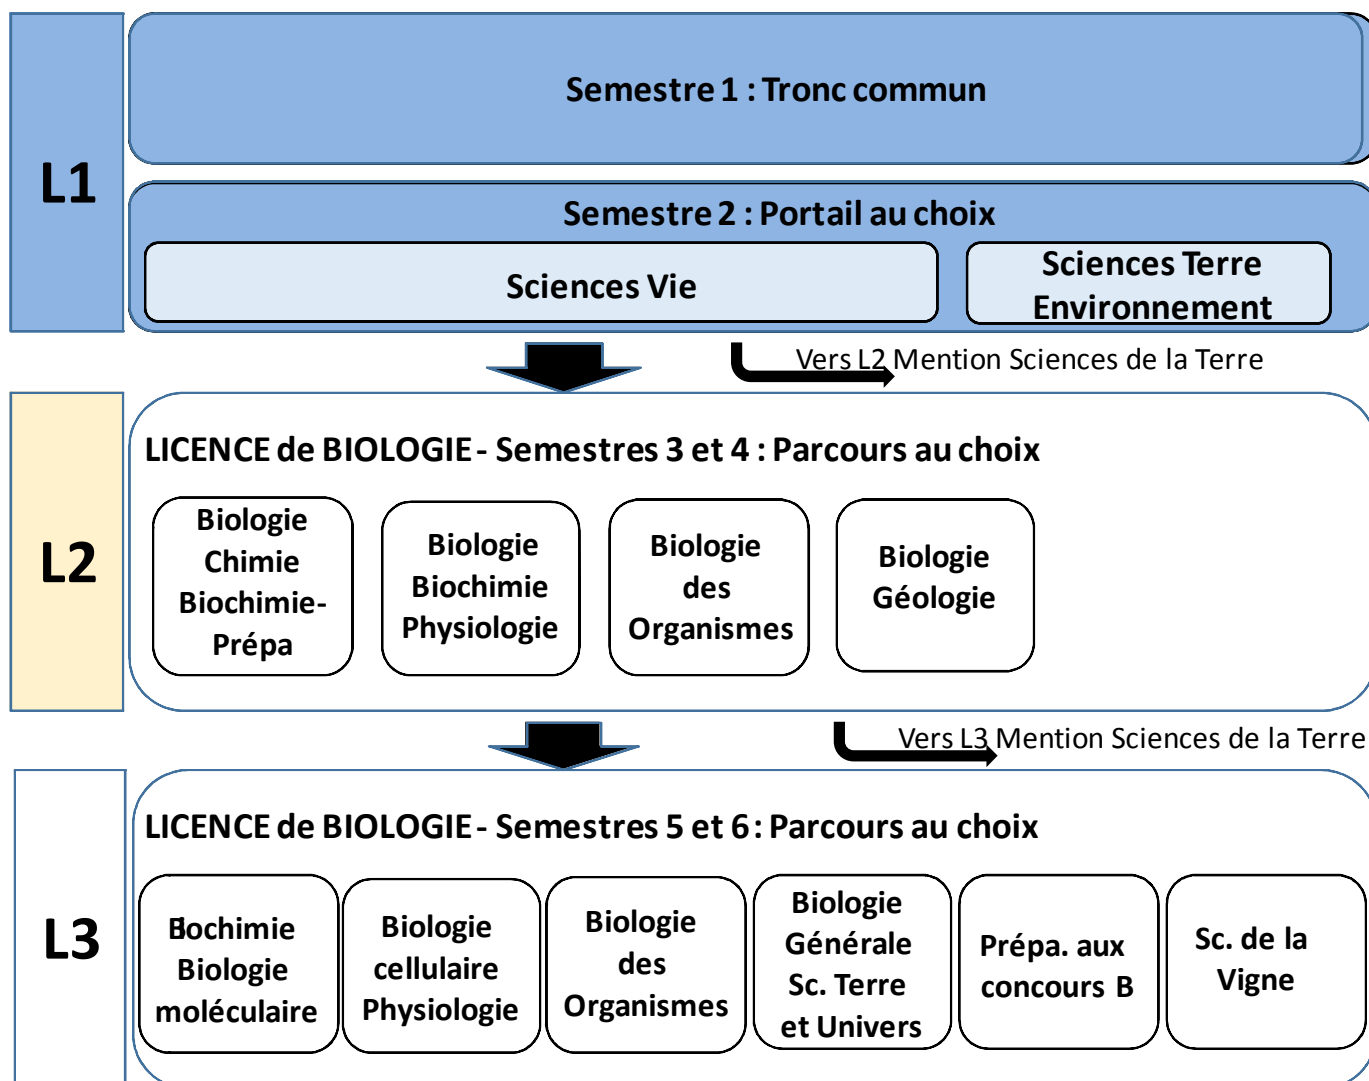 L1
Semestre 1 : Tronc commun
Semestre 2 : Portail au choix
Sciences Vie
Sciences Terre
Environnement
Vers L2 Mention Sciences de la Terre
L2
LICENCE de BIOLOGIE - Semestres 3 et 4 : Parcours au choix
Biologie
Chimie
Biochimie-
Prépa
Biologie
Biochimie
Physiologie
Biologie
des
Organismes
Biologie
Géologie
Vers L3 Mention Sciences de la Terre
L3
LICENCE de BIOLOGIE - Semestres 5 et 6 : Parcours au choix
Biochimie
Biologie
moléculaire
Biologie
cellulaire
Physiologie
Biologie
des
Organismes
Biologie
Générale
Sc. Terre
et Univers
Prépa. aux
concours B
Sc. de la
Vigne